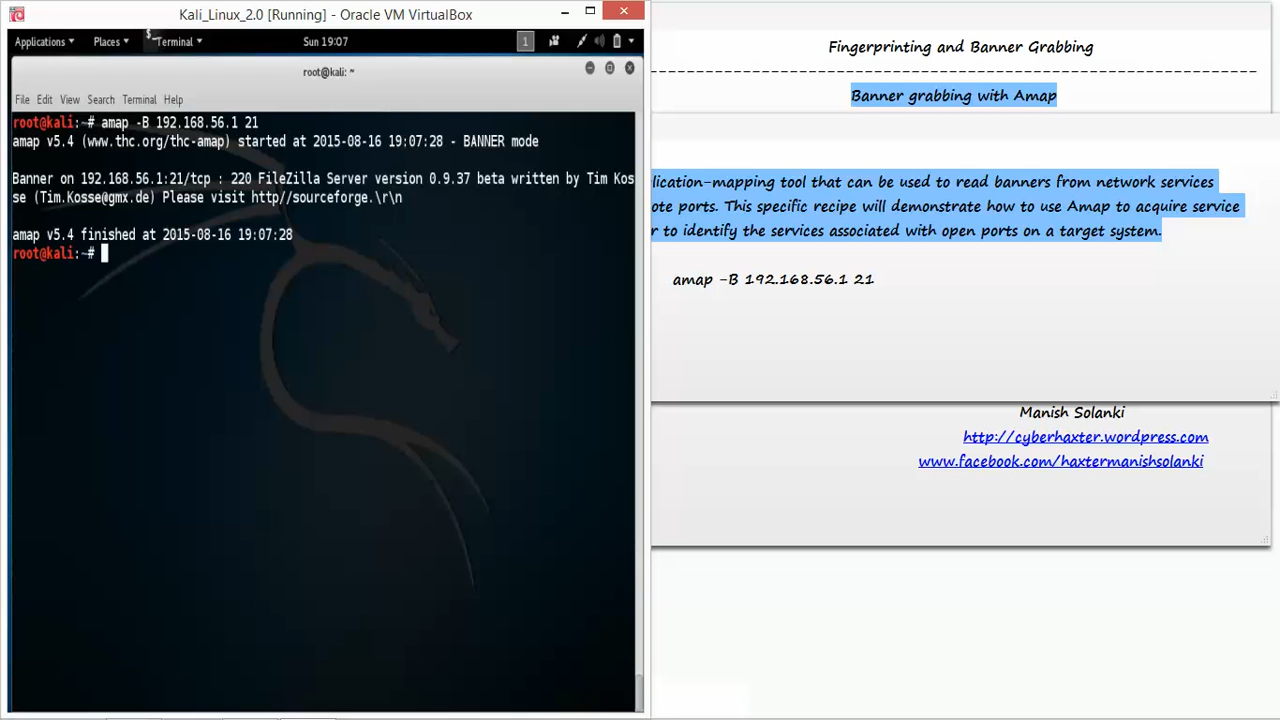 Kali_Linux_2.0 [Running] - Oracle VM VirtualBox
Applications Places Terminal Sun 19:07 1
root@kali: ~
File Edit View Search Terminal Help
root@kali:~# amap -B 192.168.56.1 21
amap v5.4 (www.thc.org/thc-amap) started at 2015-08-16 19:07:28 - BANNER mode
Banner on 192.168.56.1:21/tcp : 220 FileZilla Server version 0.9.37 beta written by Tim Kos
se (Tim.Kosse@gmx.de) Please visit http//sourceforge.\r\n
amap v5.4 finished at 2015-08-16 19:07:28
root@kali:~#
Fingerprinting and Banner Grabbing
Banner grabbing with Amap
lication-mapping tool that can be used to read banners from network services
ote ports. This specific recipe will demonstrate how to use Amap to acquire service
r to identify the services associated with open ports on a target system.
amap -B 192.168.56.1 21
Manish Solanki
http://cyberhaxter.wordpress.com
www.facebook.com/haxtermanishsolanki